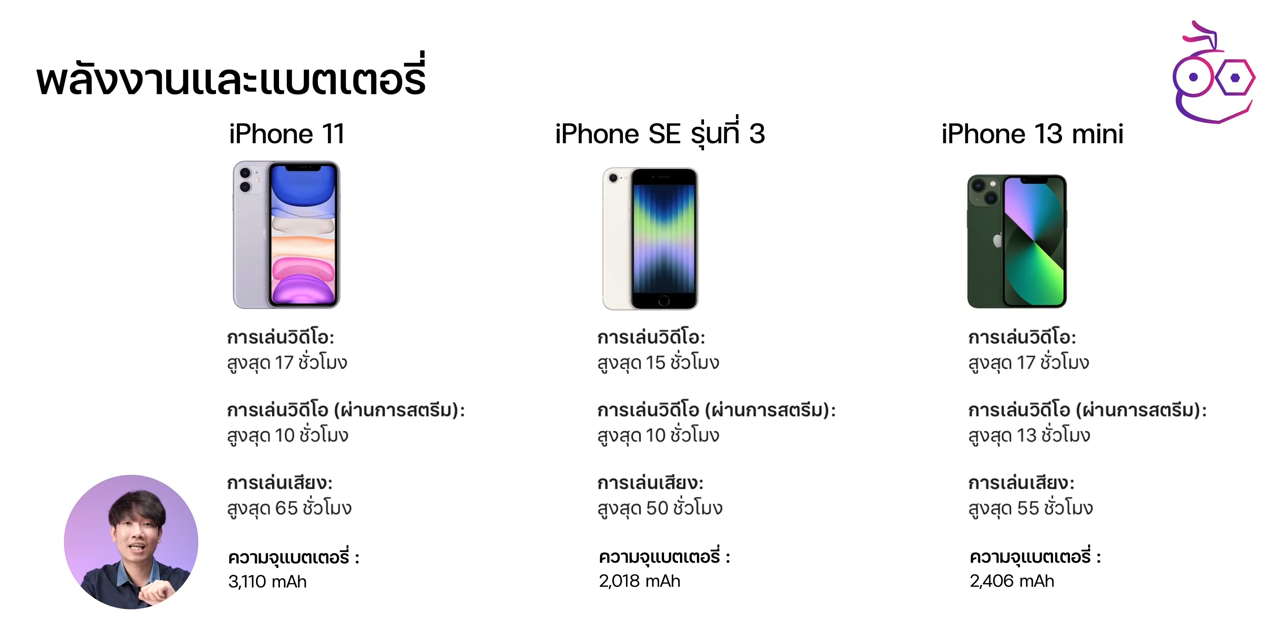 พลังงานและแบตเตอรี่
iPhone 11
iPhone SE รุ่นที่ 3
iPhone 13 mini
การเล่นวิดีโอ:
สูงสุด 17 ชั่วโมง
การเล่นวิดีโอ (ผ่านการสตรีม):
สูงสุด 10 ชั่วโมง
การเล่นเสียง:
สูงสุด 65 ชั่วโมง
ความจุแบตเตอรี่ :
3,110 mAh
การเล่นวิดีโอ:
สูงสุด 15 ชั่วโมง
การเล่นวิดีโอ (ผ่านการสตรีม):
สูงสุด 10 ชั่วโมง
การเล่นเสียง:
สูงสุด 50 ชั่วโมง
ความจุแบตเตอรี่ :
2,018 mAh
การเล่นวิดีโอ:
สูงสุด 17 ชั่วโมง
การเล่นวิดีโอ (ผ่านการสตรีม):
สูงสุด 13 ชั่วโมง
การเล่นเสียง:
สูงสุด 55 ชั่วโมง
ความจุแบตเตอรี่ :
2,406 mAh